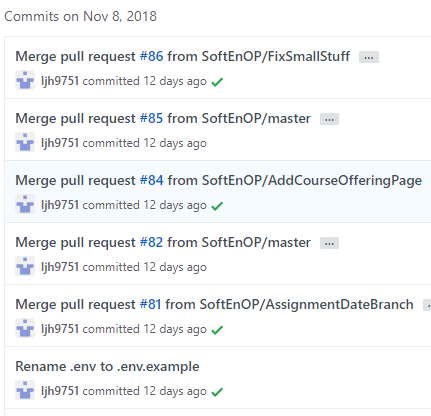 Commits on Nov 8, 2018
Merge pull request #86 from SoftEnOP/FixSmallStuff ...
ljh9751 committed 12 days ago
Merge pull request #85 from SoftEnOP/master ...
ljh9751 committed 12 days ago
Merge pull request #84 from SoftEnOP/AddCourseOfferingPage
ljh9751 committed 12 days ago
Merge pull request #82 from SoftEnOP/master ...
ljh9751 committed 12 days ago
Merge pull request #81 from SoftEnOP/AssignmentDateBranch
ljh9751 committed 12 days ago
Rename .env to .env.example
ljh9751 committed 12 days ago